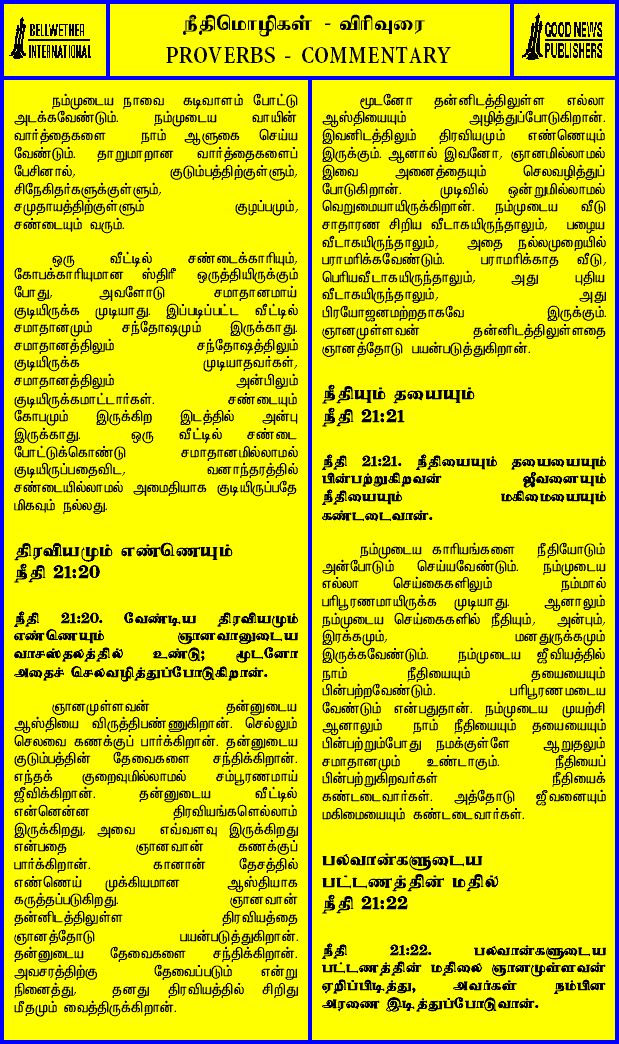 BELLWETHER
INTERNATIONAL
நீதிமொழிகள் - விரிவுரை
PROVERBS - COMMENTARY
GOOD NEWS
PUBLISHERS
நம்முடைய நாவை கடிவாளம் போட்டு
அடக்கவேண்டும். நம்முடைய வாயின்
வார்த்தைகளை நாம் ஆளுகை செய்ய
வேண்டும். தாறுமாறான வார்த்தைகளைப்
பேசினால், குடும்பத்திற்குள்ளும்,
சிநேகிதர்களுக்குள்ளும்,
சமுதாயத்திற்குள்ளும் குழப்பமும்,
சண்டையும் வரும்.
ஒரு வீட்டில் சண்டைக்காரியும்,
கோபக்காரியுமான ஸ்திரீ ஒருத்தியிருக்கும்
போது, அவளோடு சமாதானமாய்
குடியிருக்க முடியாது. இப்படிப்பட்ட வீட்டில்
சமாதானமும் சந்தோஷமும் இருக்காது.
சமாதானத்திலும் சந்தோஷத்திலும்
குடியிருக்க முடியாதவர்கள்,
சமாதானத்திலும் அன்பிலும்
குடியிருக்கமாட்டார்கள். சண்டையும்
கோபமும் இருக்கிற இடத்தில் அன்பு
இருக்காது. ஒரு வீட்டில் சண்டை
போட்டுக்கொண்டு சமாதானமில்லாமல்
குடியிருப்பதைவிட, வனாந்தரத்தில்
சண்டையில்லாமல் அமைதியாக குடியிருப்பதே
மிகவும் நல்லது.
திரவியமும் எண்ணெயும்
நீதி 21:20
நீதி 21:20. வேண்டிய திரவியமும்
எண்ணெயும் ஞானவானுடைய
வாசஸ்தலத்தில் உண்டு; மூடனோ
அதைச் செலவழித்துப்போடுகிறான்.
ஞானமுள்ளவன் தன்னுடைய
ஆஸ்தியை விருத்திபண்ணுகிறான். செல்லும்
செலவை கணக்குப் பார்க்கிறான். தன்னுடைய
குடும்பத்தின் தேவைகளை சந்திக்கிறான்.
எந்தக் குறைவுமில்லாமல் சம்பூரணமாய்
ஜீவிக்கிறான். தன்னுடைய வீட்டில்
என்னென்ன திரவியங்களெல்லாம்
இருக்கிறது, அவை எவ்வளவு இருக்கிறது
என்பதை ஞானவான் கணக்குப்
பார்க்கிறான். கானான் தேசத்தில்
எண்ணெய் முக்கியமான ஆஸ்தியாக
கருத்தப்படுகிறது. ஞானவான்
தன்னிடத்திலுள்ள திரவியத்தை
ஞானத்தோடு பயன்படுத்துகிறான்.
தன்னுடைய தேவைகளை சந்திக்கிறான்.
அவசரத்திற்கு தேவைப்படும் என்று
நினைத்து, தனது திரவியத்தில் சிறிது
மீதமும் வைத்திருக்கிறான்.
மூடனோ தன்னிடத்திலுள்ள எல்லா
ஆஸ்தியையும் அழித்துப்போடுகிறான்.
இவனிடத்திலும் திரவியமும் எண்ணெயும்
இருக்கும். ஆனால் இவனோ, ஞானமில்லாமல்
இவை அனைத்தையும் செலவழித்துப்
போடுகிறான். முடிவில் ஒன்றுமில்லாமல்
வெறுமையாயிருக்கிறான். நம்முடைய வீடு
சாதாரண சிறிய வீடாகயிருந்தாலும், பழைய
வீடாகயிருந்தாலும், அதை நல்லமுறையில்
பராமரிக்கவேண்டும். பராமரிக்காத வீடு,
பெரியவீடாகயிருந்தாலும், அது புதிய
வீடாகயிருந்தாலும், அது
பிரயோஜனமற்றதாகவே இருக்கும்.
ஞானமுள்ளவன் தன்னிடத்திலுள்ளதை
ஞானத்தோடு பயன்படுத்துகிறான்.
நீதியும் தயையும்
நீதி 21:21
நீதி 21:21. நீதியையும் தயையையும்
பின்பற்றுகிறவன் ஜீவனையும்
நீதியையும் மகிமையையும்
கண்டடைவான்.
நம்முடைய காரியங்களை நீதியோடும்
அன்போடும் செய்யவேண்டும். நம்முடைய
எல்லா செய்கைகளிலும் நம்மால்
பரிபூரணமாயிருக்க முடியாது. ஆனாலும்
நம்முடைய செய்கைகளில் நீதியும், அன்பும்,
இரக்கமும், மனதுருக்கமும்
இருக்கவேண்டும். நம்முடைய ஜீவியத்தில்
நாம் நீதியையும் தயையையும்
பின்பற்றவேண்டும். பரிபூரணமடைய
வேண்டும் என்பதுதான். நம்முடைய முயற்சி
ஆனாலும் நாம் நீதியையும் தயையையும்
பின்பற்றும்போது நமக்குள்ளே ஆறுதலும்
சமாதானமும் உண்டாகும். நீதியைப்
பின்பற்றுகிறவர்கள் நீதியைக்
கண்டடைவார்கள். அத்தோடு ஜீவனையும்
மகிமையையும் கண்டடைவார்கள்.
பலவான்களுடைய
பட்டணத்தின் மதில்
நீதி 21:22
நீதி 21:22. பலவான்களுடைய
பட்டணத்தின் மதிலை ஞானமுள்ளவன்
ஏறிப்பிடித்து, அவர்கள் நம்பின
அரணை இடித்துப்போடுவான்.